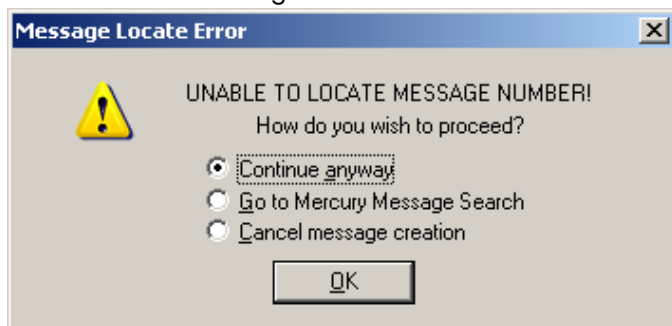 Message Locate Error
UNABLE TO LOCATE MESSAGE NUMBER!
How do you wish to proceed?
Continue anyway
Go to Mercury Message Search
Cancel message creation
OK